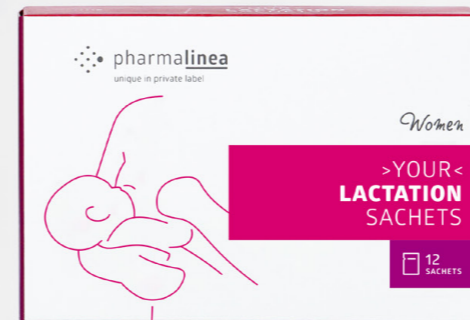 pharmalinea
unique in private label
Women
>YOUR<
LACTATION
SACHETS
12
SACHETS